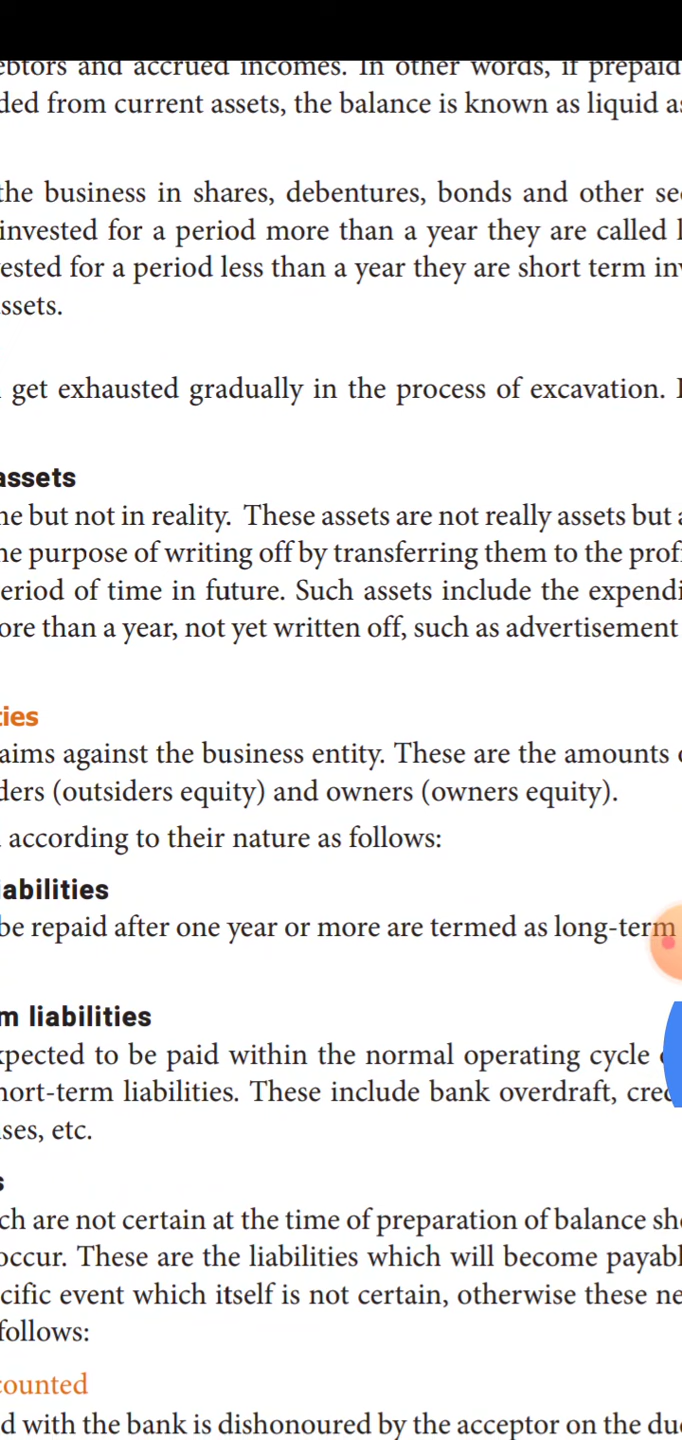 ebtors and accrued incomes. In other words, if prepaid
ded from current assets, the balance is known as liquid as
the business in shares, debentures, bonds and other se
invested for a period more than a year they are called l
ested for a period less than a year they are short term inv
ssets.
get exhausted gradually in the process of excavation. I
assets
ne but not in reality. These assets are not really assets but a
he purpose of writing off by transferring them to the profi
eriod of time in future. Such assets include the expendi
ore than a year, not yet written off, such as advertisement
ties
aims against the business entity. These are the amounts o
ders (outsiders equity) and owners (owners equity).
according to their nature as follows:
iabilities
be repaid after one year or more are termed as long-term
m liabilities
xpected to be paid within the normal operating cycle
hort-term liabilities. These include bank overdraft, cred
ses, etc.
s
ch are not certain at the time of preparation of balance she
occur. These are the liabilities which will become payabl
cific event which itself is not certain, otherwise these ne
follows:
counted
d with the bank is dishonoured by the acceptor on the due